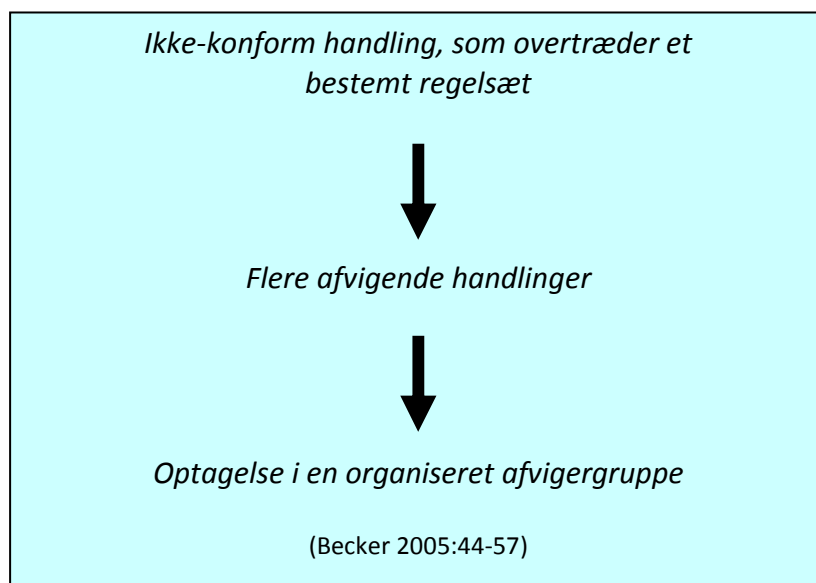 Ikke-konform handling, som overtræder et
bestemt regelsæt
Flere afvigende handlinger
Optagelse i en organiseret afvigergruppe
(Becker 2005:44-57)